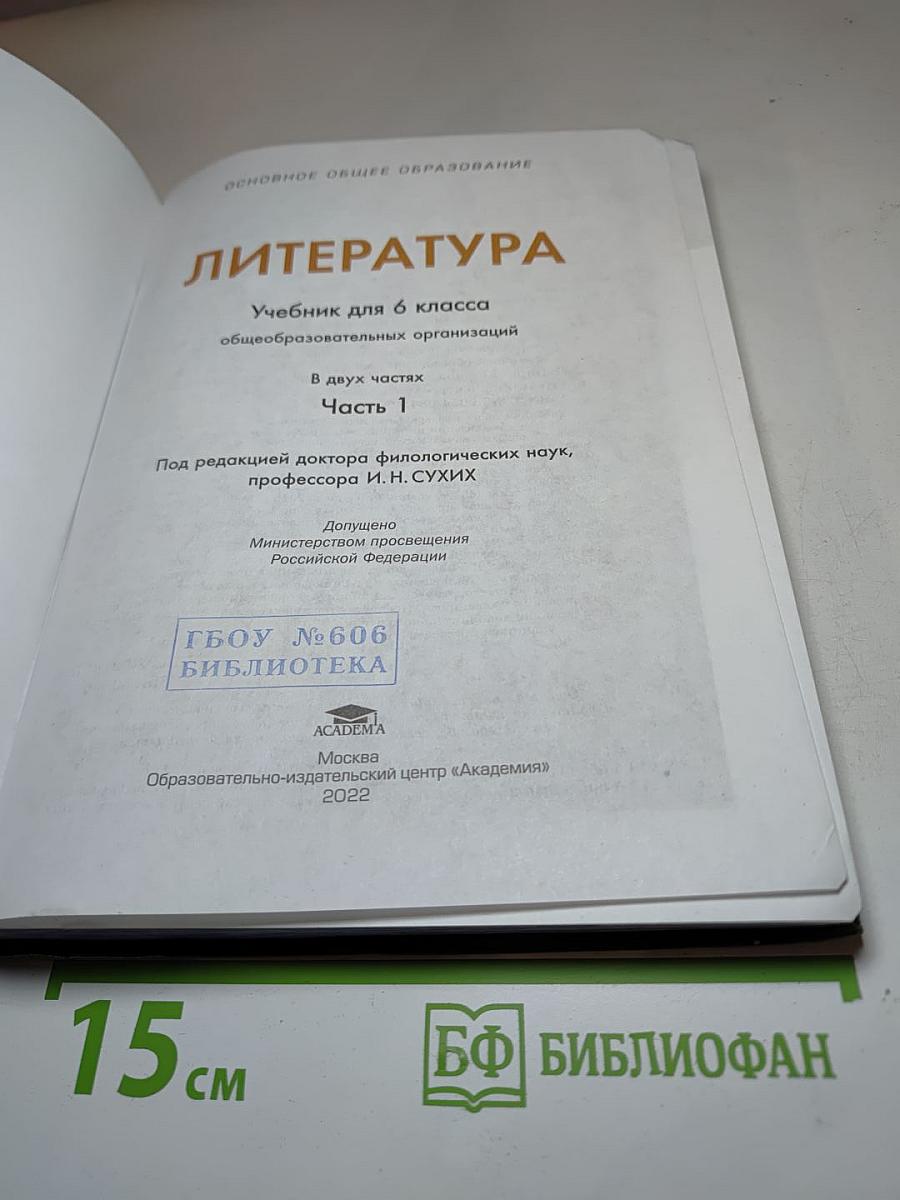 ОСНОВНОЕ ОБЩЕЕ ОБРАЗОВАНИЕ
ЛИТЕРАТУРА
Учебник для 6 класса
общеобразовательных организаций
В двух частях
Часть 1
Под редакцией доктора филологических наук,
профессора И. Н. СУХИХ
Допущено
Министерством просвещения
Российской Федерации
ГБОУ №606
БИБЛИОТЕКА
ACADEMA
Москва
Образовательно-издательский центр «Академия»
2022
15 см
БФ БИБЛИОФАН